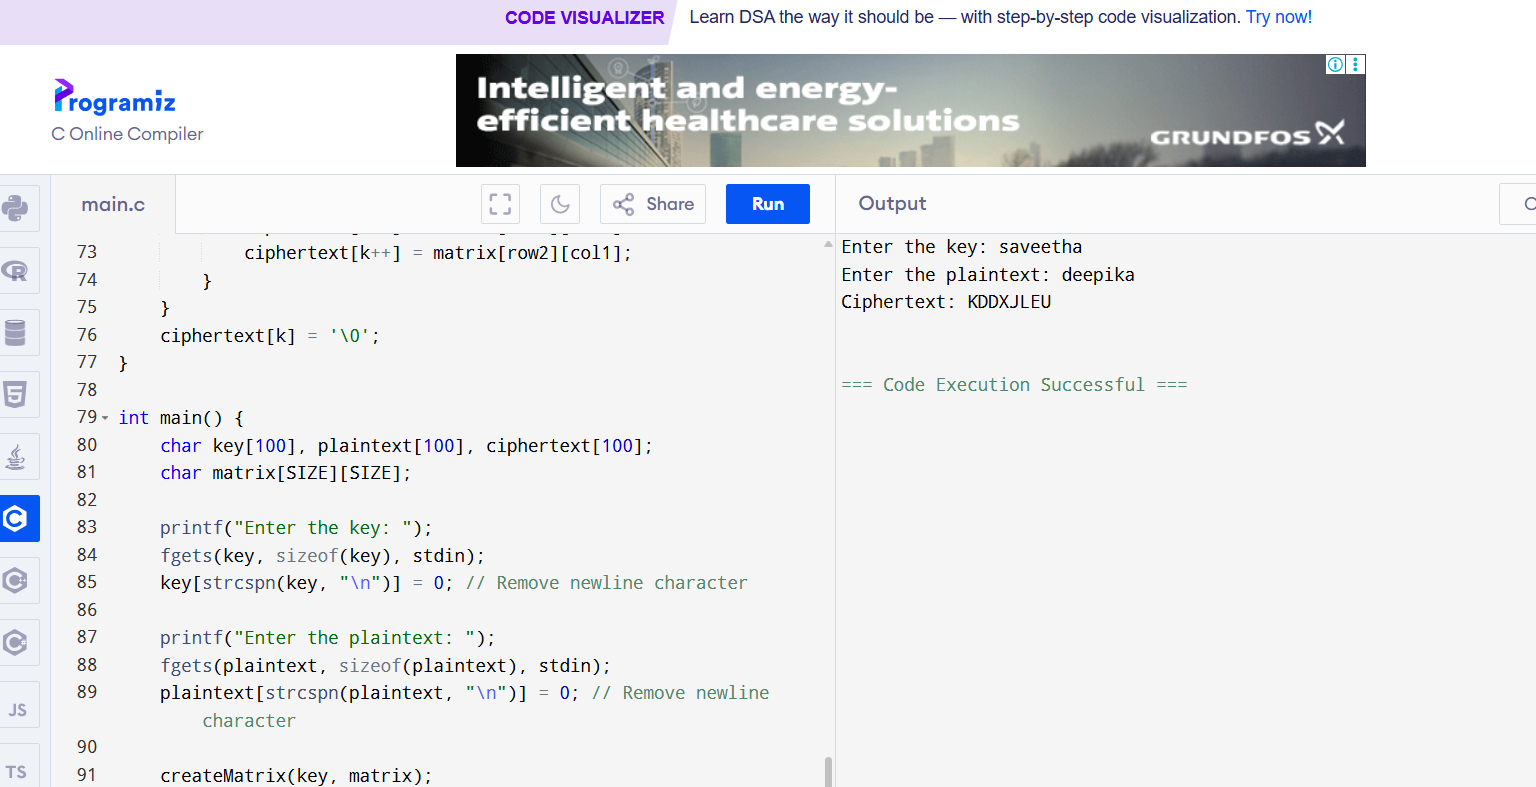 CODE VISUALIZER Learn DSA the way it should be — with step-by-step code visualization. Try now!
Programiz
C Online Compiler
Intelligent and energy-
efficient healthcare solutions
GRUNDFOS
main.c
Share
Run
Output
73 ciphertext[k++] = matrix[row2][col1];
74 }
75 }
76 ciphertext[k] = '\0';
77 }
78
79 int main() {
80 char key[100], plaintext[100], ciphertext[100];
81 char matrix[SIZE][SIZE];
82
83 printf("Enter the key: ");
84 fgets(key, sizeof(key), stdin);
85 key[strcspn(key, "\n")] = 0; // Remove newline character
86
87 printf("Enter the plaintext: ");
88 fgets(plaintext, sizeof(plaintext), stdin);
89 plaintext[strcspn(plaintext, "\n")] = 0; // Remove newline
character
90
91 createMatrix(key, matrix);
Enter the key: saveetha
Enter the plaintext: deepika
Ciphertext: KDDXJLEU
=== Code Execution Successful ===
JS
TS